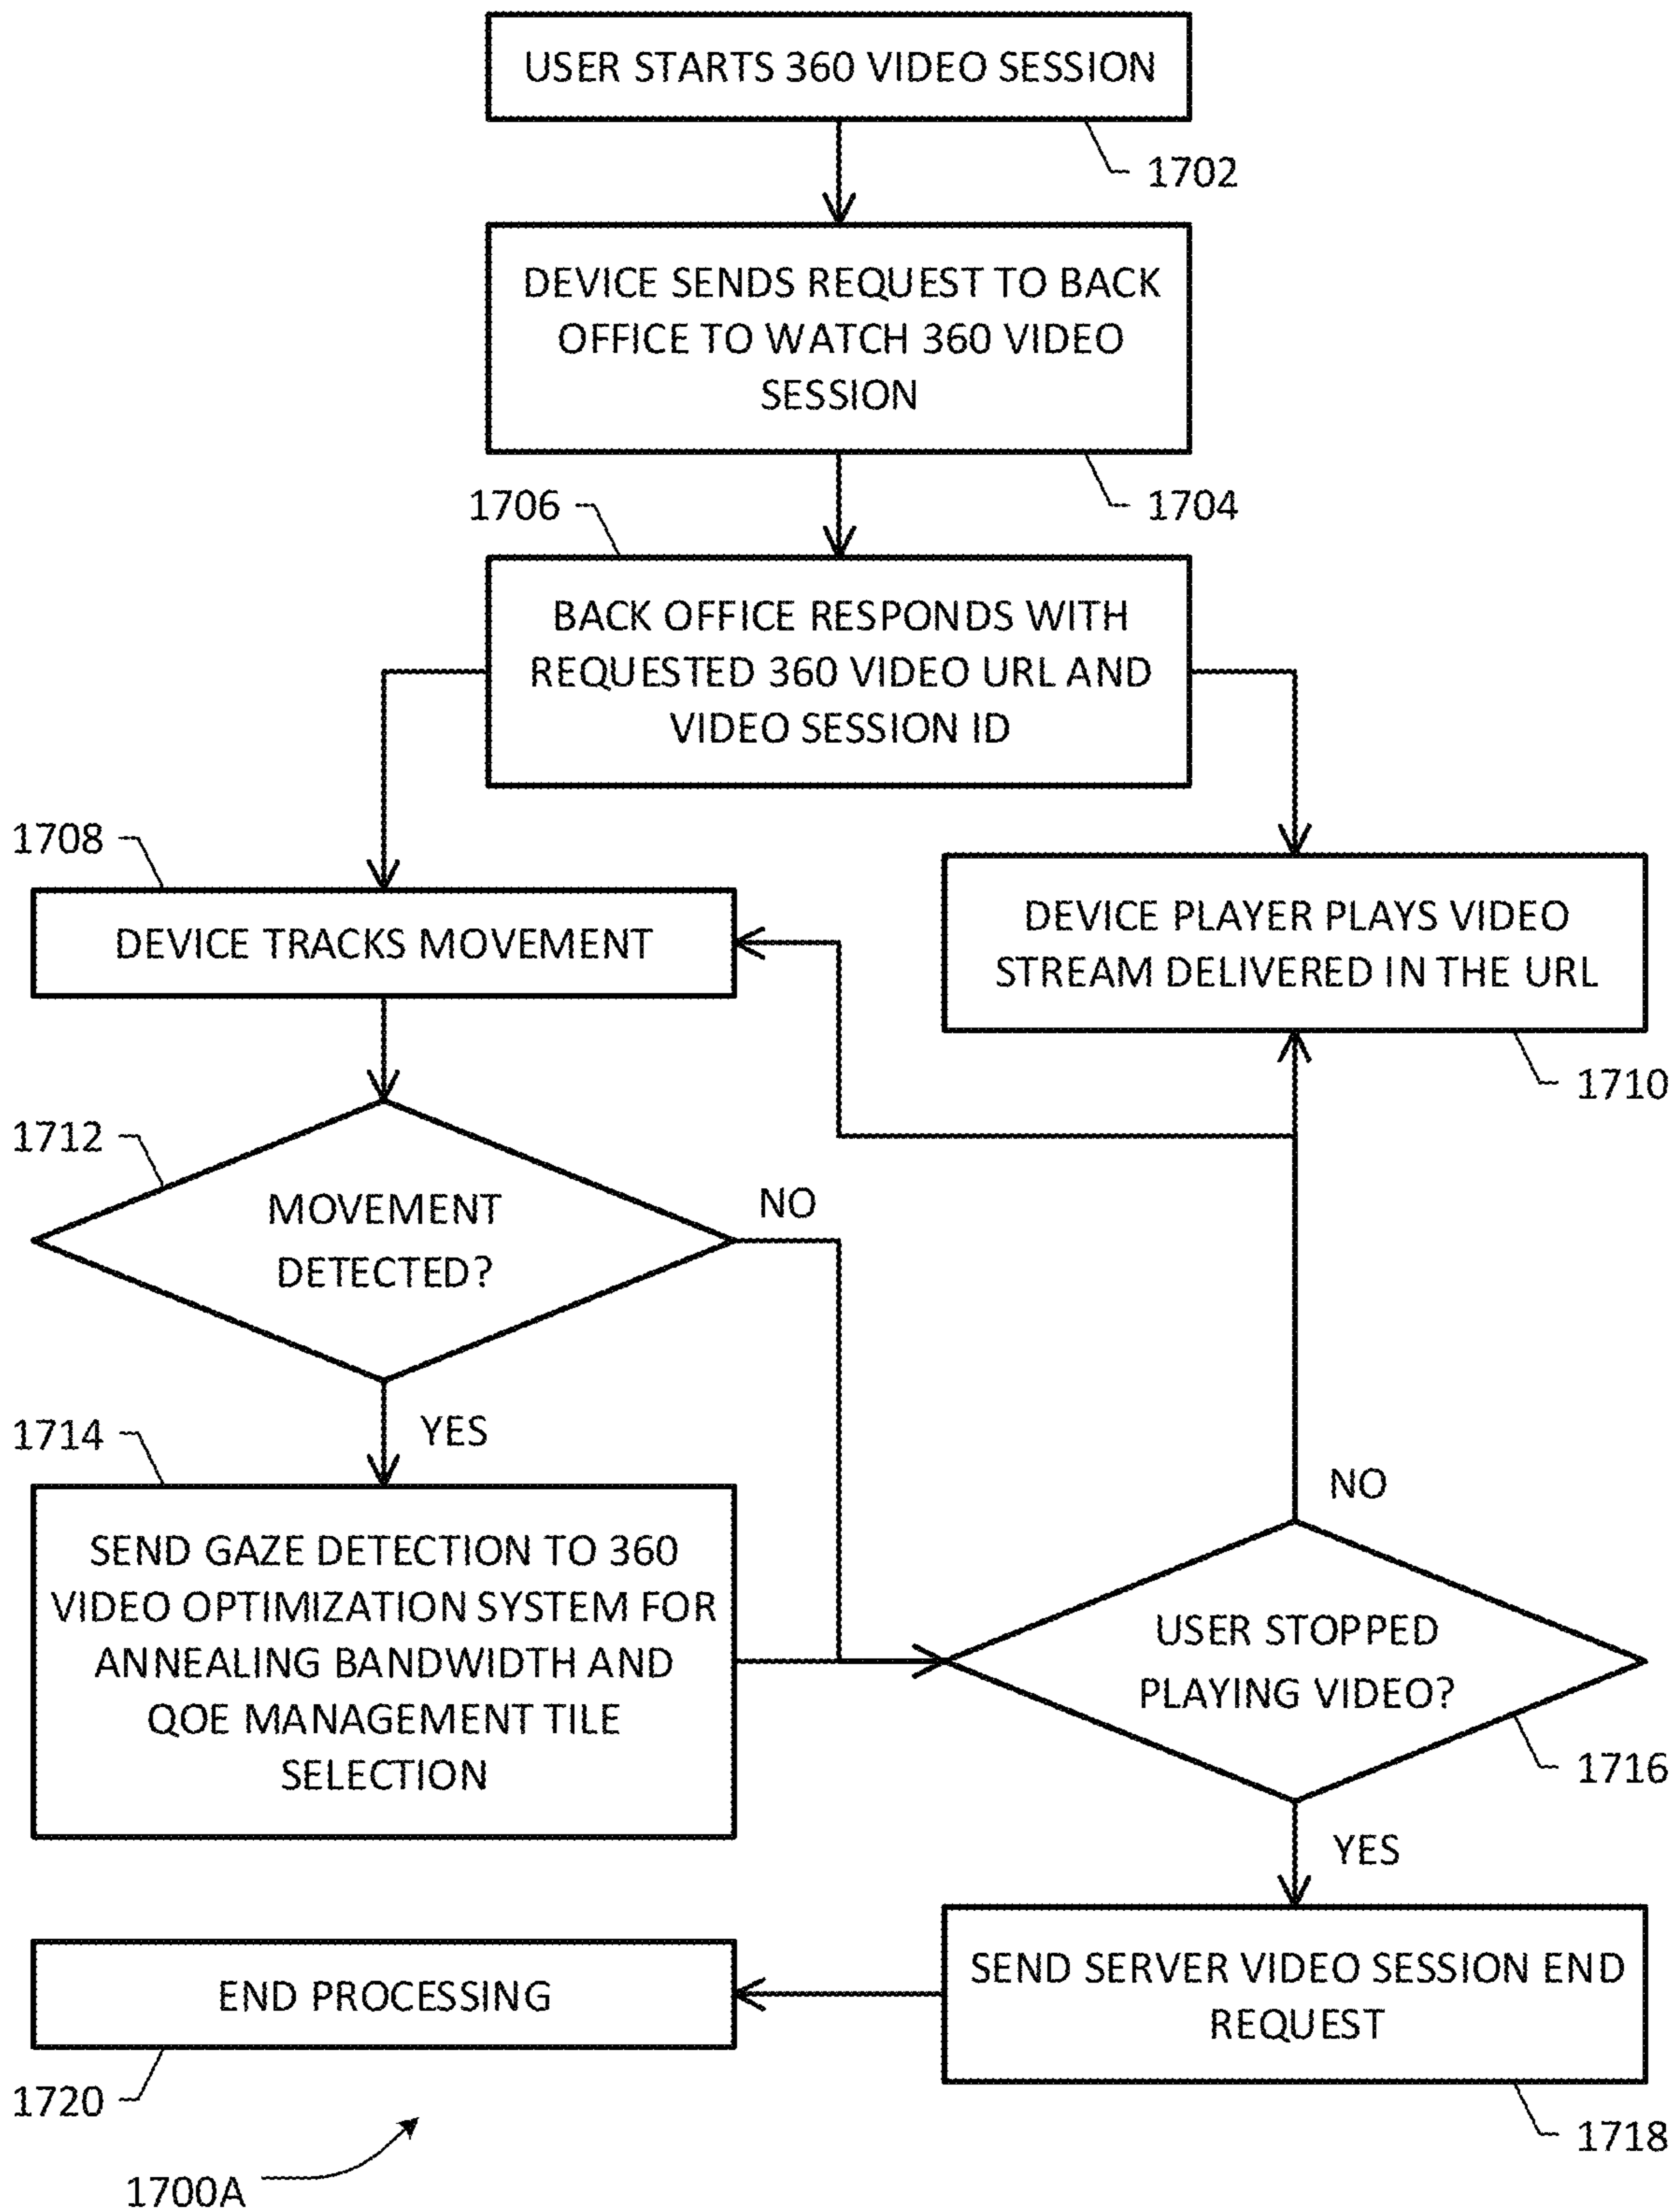 USER STARTS 360 VIDEO SESSION
1702
DEVICE SENDS REQUEST TO BACK
OFFICE TO WATCH 360 VIDEO
SESSION
1704
1706
BACK OFFICE RESPONDS WITH
REQUESTED 360 VIDEO URL AND
VIDEO SESSION ID
1708
DEVICE TRACKS MOVEMENT
DEVICE PLAYER PLAYS VIDEO
STREAM DELIVERED IN THE URL
1710
1712
MOVEMENT
DETECTED?
NO
YES
1714
SEND GAZE DETECTION TO 360
VIDEO OPTIMIZATION SYSTEM FOR
ANNEALING BANDWIDTH AND
QOE MANAGEMENT TILE
SELECTION
NO
USER STOPPED
PLAYING VIDEO?
1716
YES
SEND SERVER VIDEO SESSION END
REQUEST
1718
END PROCESSING
1720
1700A